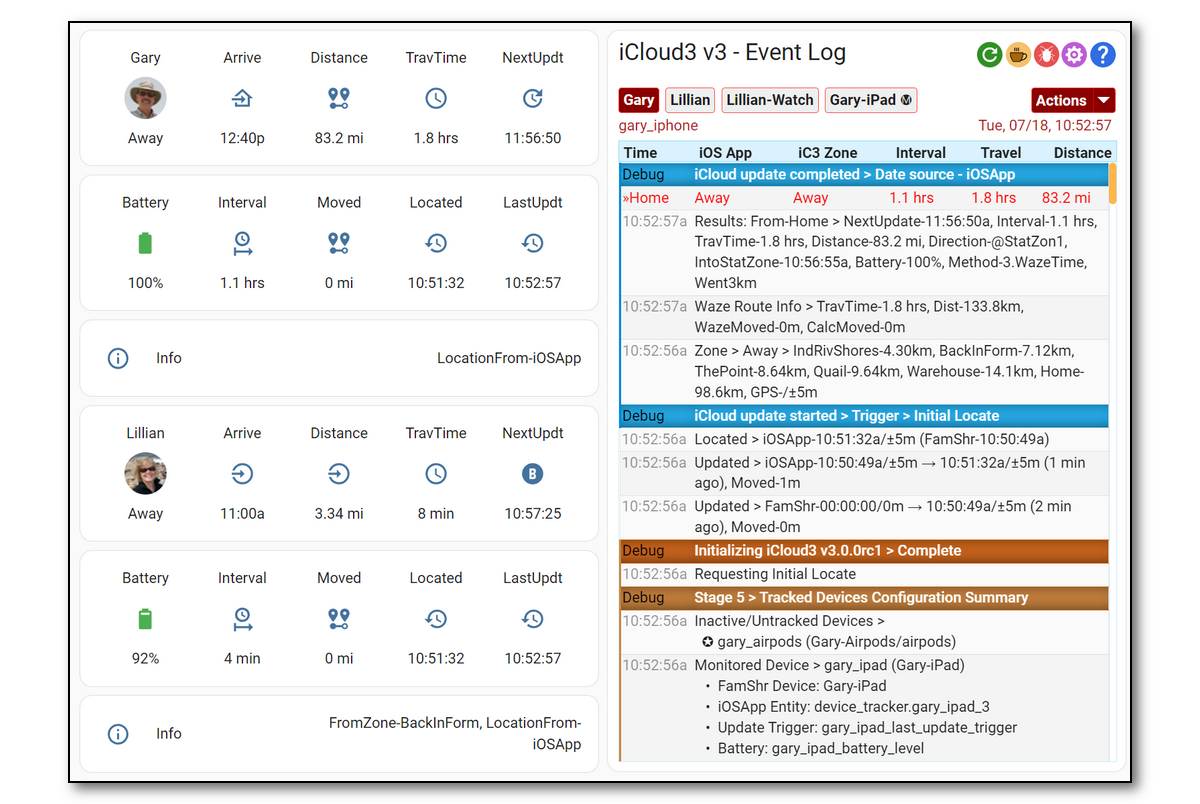 Gary Arrive Distance TravTime NextUpdt
Away 12:40p 83.2 mi 1.8 hrs 11:56:50
Battery Interval Moved Located LastUpdt
100% 1.1 hrs 0 mi 10:51:32 10:52:57
Info LocationFrom-iOSApp
Lillian Arrive Distance TravTime NextUpdt
B
Away 11:00a 3.34 mi 8 min 10:57:25
Battery Interval Moved Located LastUpdt
92% 4 min 0 mi 10:51:32 10:52:57
Info FromZone-BackInForm, LocationFrom-
iOSApp
iCloud3 v3 - Event Log
?
Gary Lillian Lillian-Watch Gary-iPad Ⓜ Actions
gary_iphone Tue, 07/18, 10:52:57
Time iOS App iC3 Zone Interval Travel Distance
Debug iCloud update completed > Date source - iOSApp
»Home Away Away 1.1 hrs 1.8 hrs 83.2 mi
10:52:57a Results: From-Home > NextUpdate-11:56:50a, Interval-1.1 hrs,
TravTime-1.8 hrs, Distance-83.2 mi, Direction-@StatZon1,
IntoStatZone-10:56:55a, Battery-100%, Method-3.WazeTime,
Went3km
10:52:57a Waze Route Info > TravTime-1.8 hrs, Dist-133.8km,
WazeMoved-0m, CalcMoved-0m
10:52:56a Zone > Away > IndRivShores-4.30km, BackInForm-7.12km,
ThePoint-8.64km, Quail-9.64km, Warehouse-14.1km, Home-
98.6km, GPS-/±5m
Debug iCloud update started > Trigger > Initial Locate
10:52:56a Located > iOSApp-10:51:32a/±5m (FamShr-10:50:49a)
10:52:56a Updated > iOSApp-10:50:49a/±5m → 10:51:32a/±5m (1 min
ago), Moved-1m
10:52:56a Updated > FamShr-00:00:00/0m → 10:50:49a/±5m (2 min
ago), Moved-0m
Debug Initializing iCloud3 v3.0.0rc1 > Complete
10:52:56a Requesting Initial Locate
Debug Stage 5 > Tracked Devices Configuration Summary
10:52:56a Inactive/Untracked Devices >
✪ gary_airpods (Gary-Airpods/airpods)
10:52:56a Monitored Device > gary_ipad (Gary-iPad)
• FamShr Device: Gary-iPad
• iOSApp Entity: device_tracker.gary_ipad_3
• Update Trigger: gary_ipad_last_update_trigger
• Battery: gary_ipad_battery_level